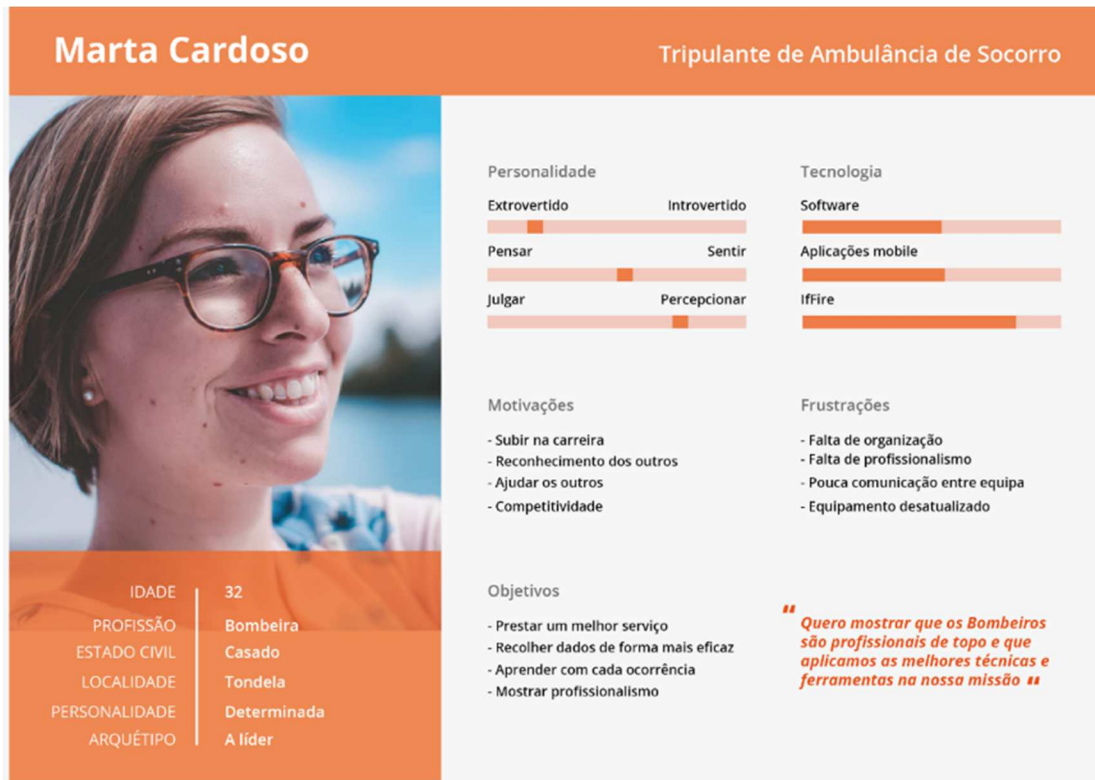 Marta Cardoso
Tripulante de Ambulância de Socorro
Personalidade
Extrovertido Introvertido
Pensar Sentir
Julgar Percepcionar
Tecnologia
Software
Aplicações mobile
IfFire
Motivações
- Subir na carreira
- Reconhecimento dos outros
- Ajudar os outros
- Competitividade
Frustrações
- Falta de organização
- Falta de profissionalismo
- Pouca comunicação entre equipa
- Equipamento desatualizado
IDADE 32
PROFISSÃO Bombeira
ESTADO CIVIL Casado
LOCALIDADE Tondela
PERSONALIDADE Determinada
ARQUÉTIPO A líder
Objetivos
- Prestar um melhor serviço
- Recolher dados de forma mais eficaz
- Aprender com cada ocorrência
- Mostrar profissionalismo
" Quero mostrar que os Bombeiros
são profissionais de topo e que
aplicamos as melhores técnicas e
ferramentas na nossa missão "